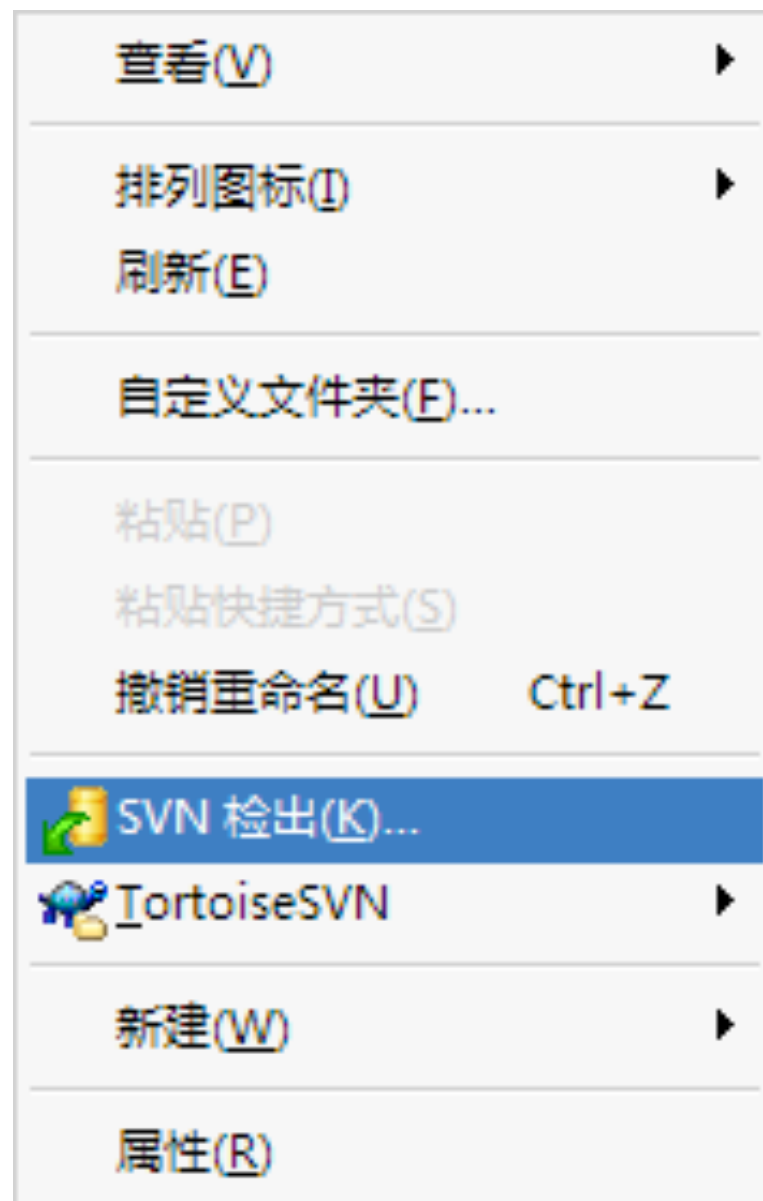 查看(V)
排列图标(I)
刷新(E)
自定义文件夹(F)...
粘贴(P)
粘贴快捷方式(S)
撤销重命名(U) Ctrl+Z
SVN 检出(K)...
TortoiseSVN
新建(W)
属性(R)